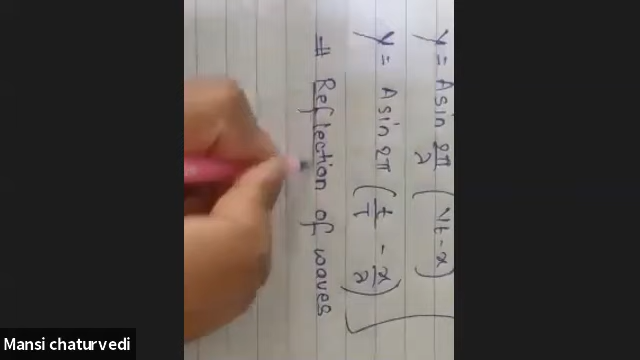 y = A sin 2π/λ (vt - x)
y = A sin 2π (t/T - x/λ)
# Reflection of waves
Mansi chaturvedi